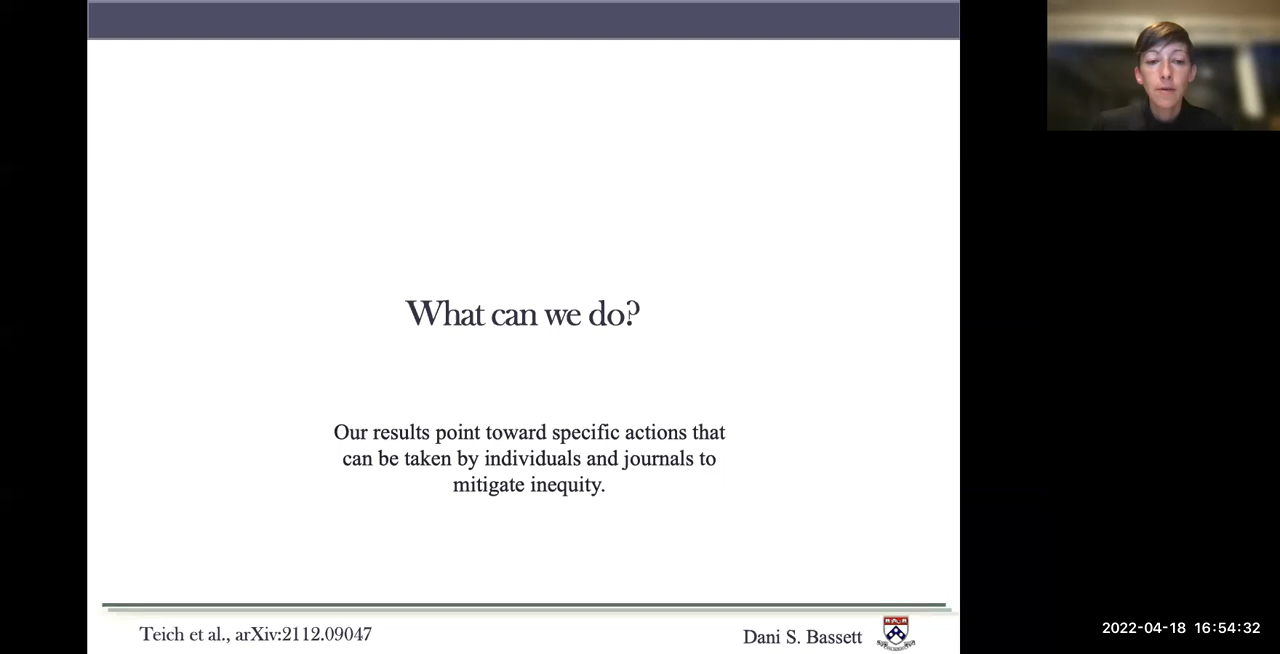 What can we do?
Our results point toward specific actions that
can be taken by individuals and journals to
mitigate inequity.
Teich et al., arXiv:2112.09047
Dani S. Bassett
2022-04-18 16:54:32